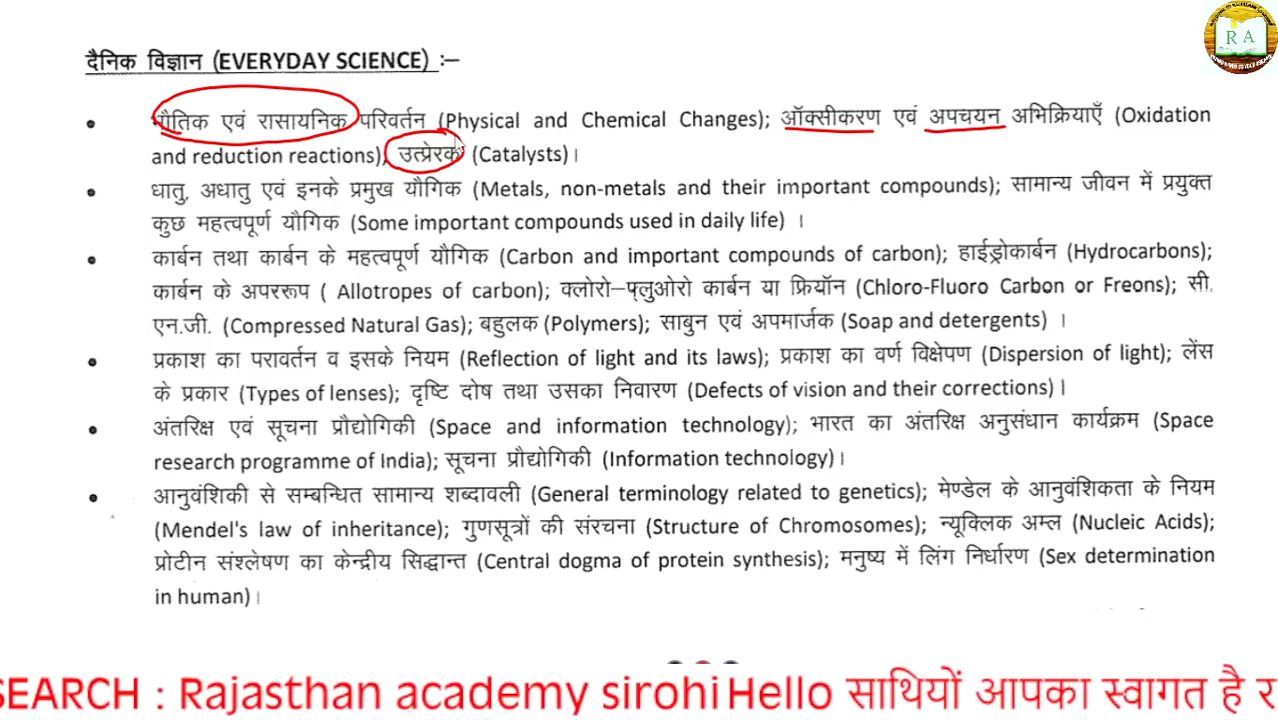 दैनिक विज्ञान (EVERYDAY SCIENCE) :–
R A
• भौतिक एवं रासायनिक परिवर्तन (Physical and Chemical Changes); ऑक्सीकरण एवं अपचयन अभिक्रियाएँ (Oxidation
and reduction reactions), उत्प्रेरक (Catalysts)।
• धातु, अधातु एवं इनके प्रमुख यौगिक (Metals, non-metals and their important compounds); सामान्य जीवन में प्रयुक्त
कुछ महत्वपूर्ण यौगिक (Some important compounds used in daily life) ।
• कार्बन तथा कार्बन के महत्वपूर्ण यौगिक (Carbon and important compounds of carbon); हाईड्रोकार्बन (Hydrocarbons);
कार्बन के अपररूप ( Allotropes of carbon); क्लोरो–फ्लुओरो कार्बन या फ्रियॉन (Chloro-Fluoro Carbon or Freons); सी.
एन.जी. (Compressed Natural Gas); बहुलक (Polymers); साबुन एवं अपमार्जक (Soap and detergents) ।
• प्रकाश का परावर्तन व इसके नियम (Reflection of light and its laws); प्रकाश का वर्ण विक्षेपण (Dispersion of light); लेंस
के प्रकार (Types of lenses); दृष्टि दोष तथा उसका निवारण (Defects of vision and their corrections)।
• अंतरिक्ष एवं सूचना प्रौद्योगिकी (Space and information technology); भारत का अंतरिक्ष अनुसंधान कार्यक्रम (Space
research programme of India); सूचना प्रौद्योगिकी (Information technology)।
• आनुवंशिकी से सम्बन्धित सामान्य शब्दावली (General terminology related to genetics); मेण्डेल के आनुवंशिकता के नियम
(Mendel's law of inheritance); गुणसूत्रों की संरचना (Structure of Chromosomes); न्यूक्लिक अम्ल (Nucleic Acids);
प्रोटीन संश्लेषण का केन्द्रीय सिद्धान्त (Central dogma of protein synthesis); मनुष्य में लिंग निर्धारण (Sex determination
in human)।
SEARCH : Rajasthan academy sirohi Hello साथियों आपका स्वागत है र